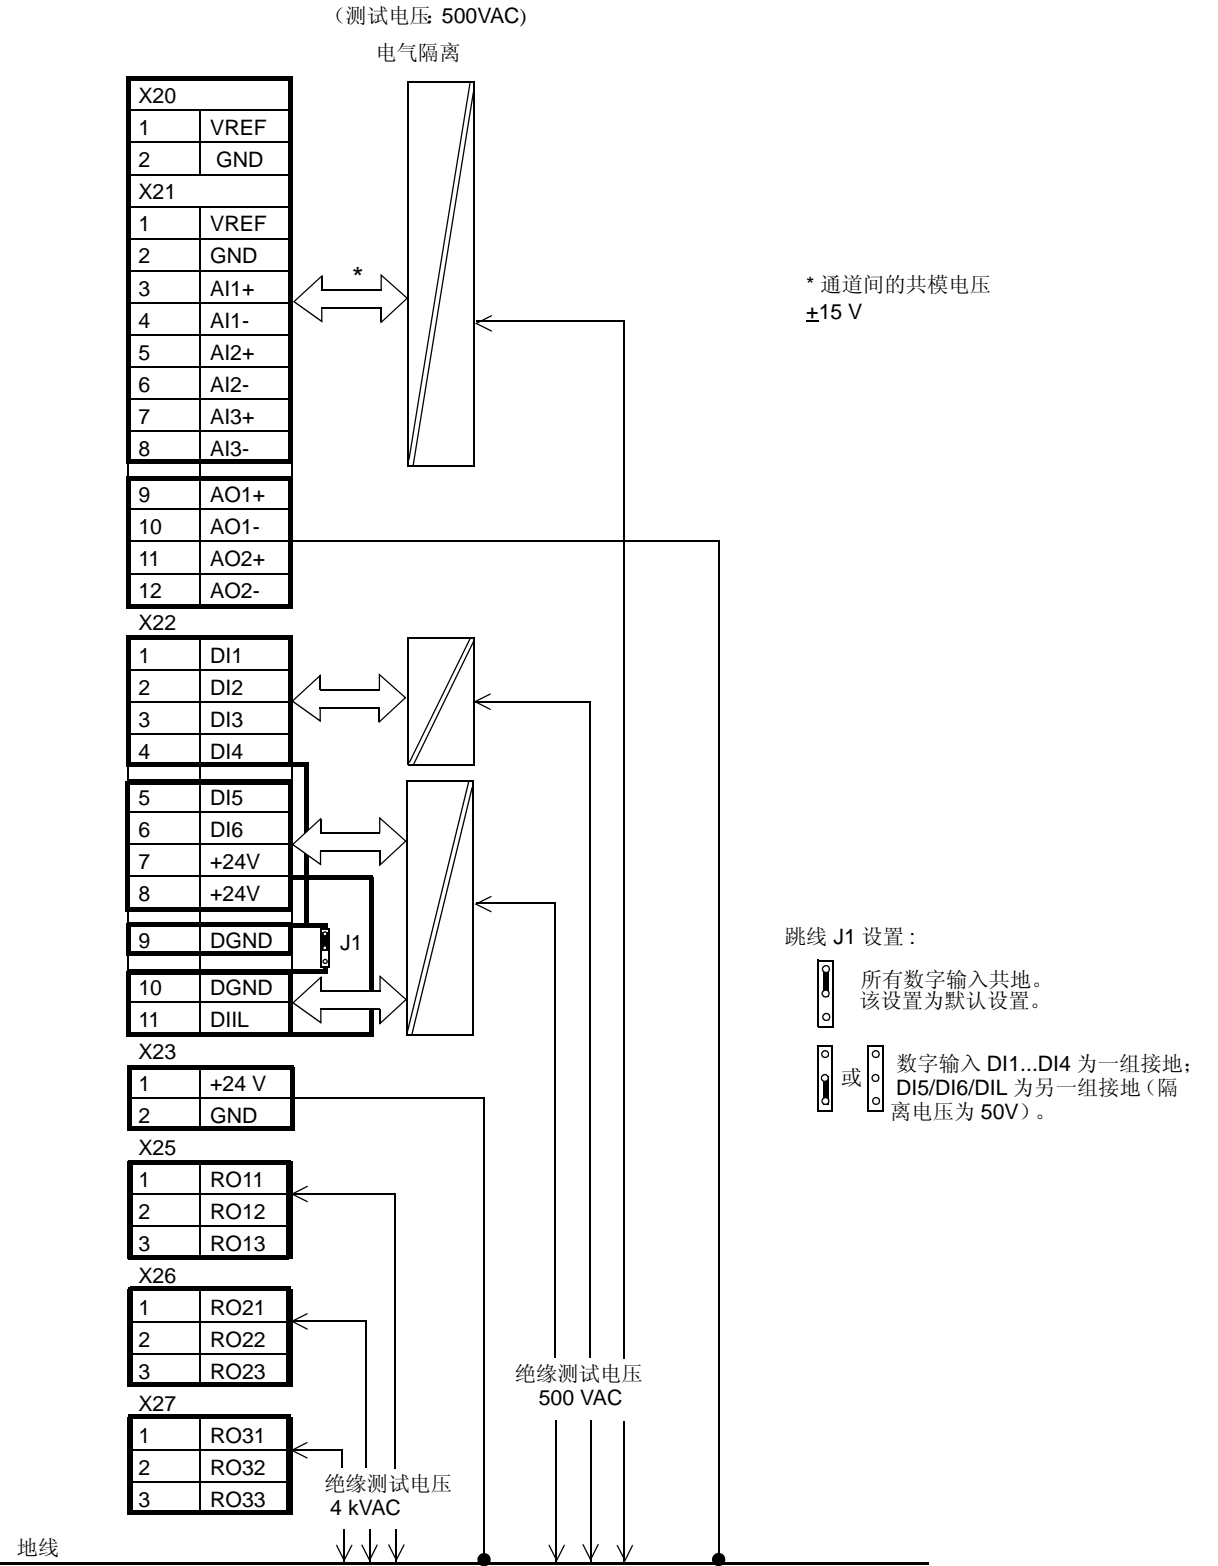 (测试电压: 500VAC)
电气隔离
X20
1 VREF
2 GND
X21
1 VREF
2 GND
3 AI1+
4 AI1-
5 AI2+
6 AI2-
7 AI3+
8 AI3-
*
* 通道间的共模电压
±15 V
9 AO1+
10 AO1-
11 AO2+
12 AO2-
X22
1 DI1
2 DI2
3 DI3
4 DI4
5 DI5
6 DI6
7 +24V
8 +24V
9 DGND
J1
10 DGND
11 DIIL
跳线 J1 设置:
所有数字输入共地。
该设置为默认设置。
或
数字输入 DI1...DI4 为一组接地;
DI5/DI6/DIL 为另一组接地(隔
离电压为 50V)。
X23
1 +24 V
2 GND
X25
1 RO11
2 RO12
3 RO13
X26
1 RO21
2 RO22
3 RO23
X27
1 RO31
2 RO32
3 RO33
绝缘测试电压
500 VAC
绝缘测试电压
4 kVAC
地线